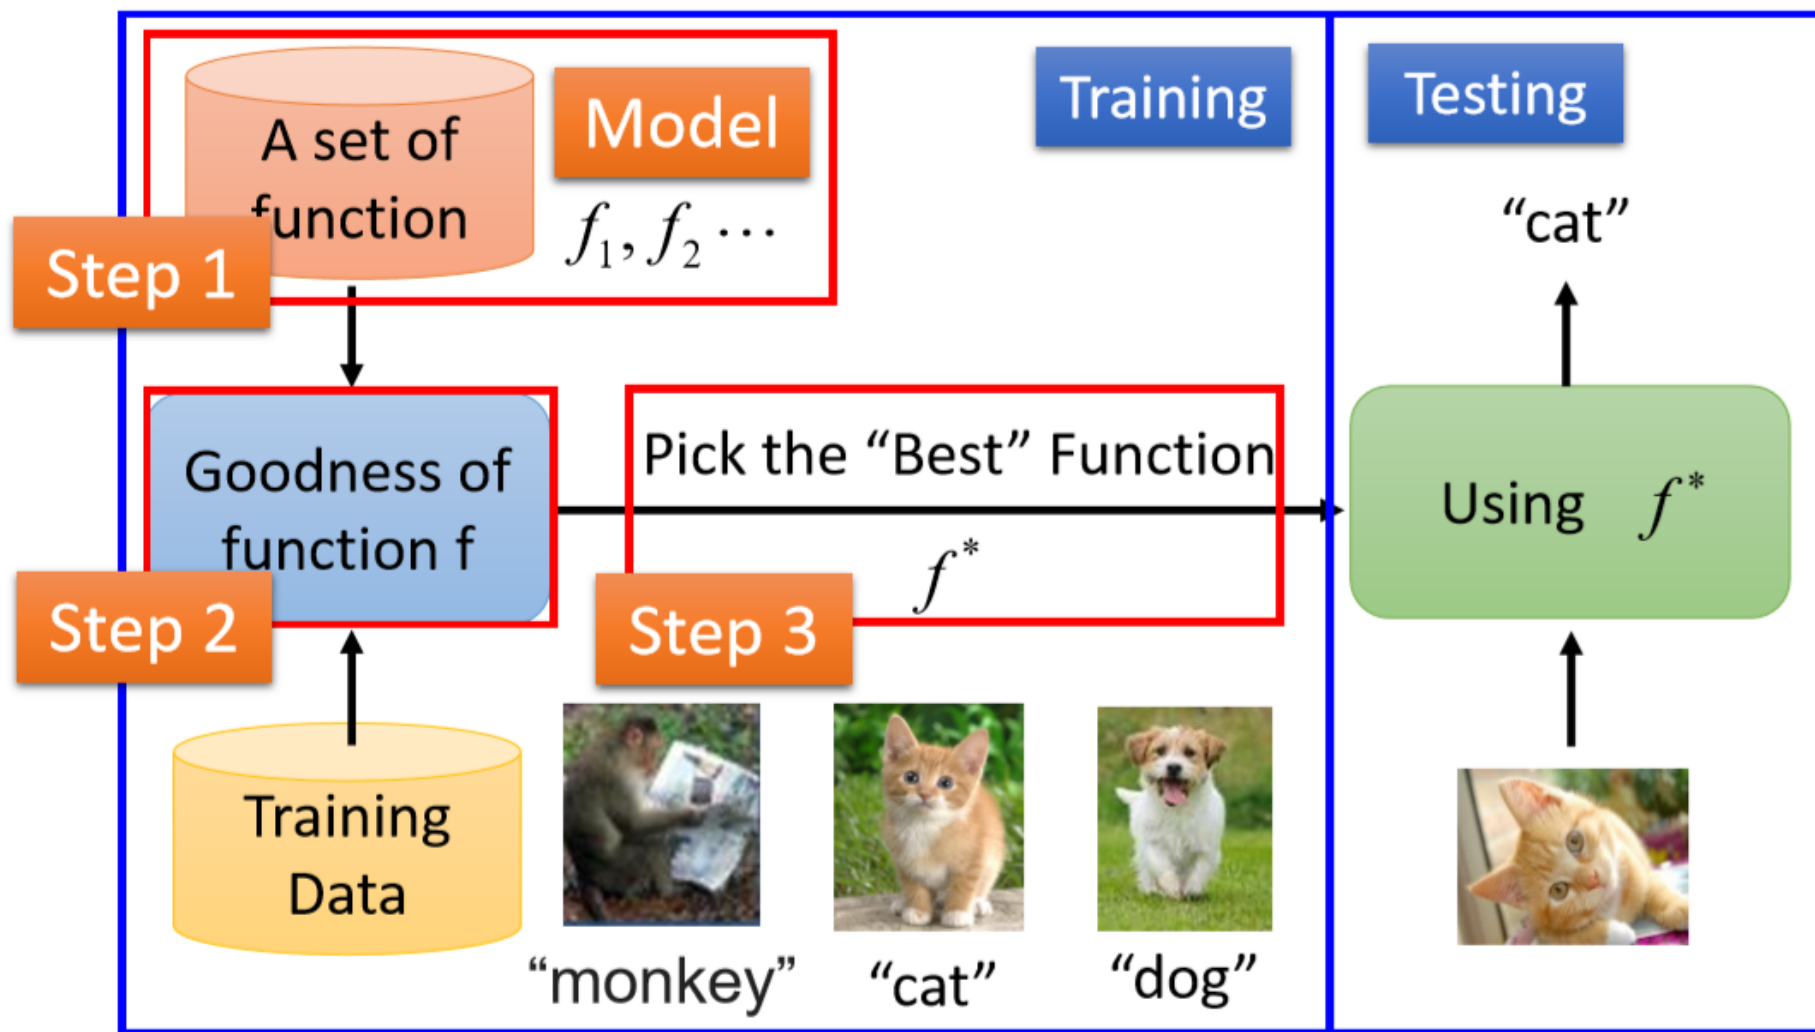 A set of
function
Model
f₁, f₂ ⋯
Step 1
Training
Testing
“cat”
Goodness of
function f
Step 2
Pick the “Best” Function
f*
Step 3
Using f*
Training
Data
“monkey”
“cat”
“dog”